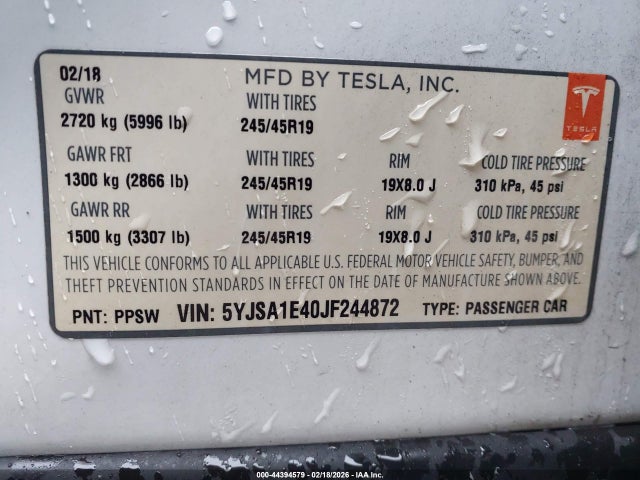 02/18 MFD BY TESLA, INC.
GVWR WITH TIRES
2720 kg (5996 lb) 245/45R19
TESLA
GAWR FRT WITH TIRES RIM COLD TIRE PRESSURE
1300 kg (2866 lb) 245/45R19 19X8.0 J 310 kPa, 45 psi
GAWR RR WITH TIRES RIM COLD TIRE PRESSURE
1500 kg (3307 lb) 245/45R19 19X8.0 J 310 kPa, 45 psi
THIS VEHICLE CONFORMS TO ALL APPLICABLE U.S. FEDERAL MOTOR VEHICLE SAFETY, BUMPER, AND
THEFT PREVENTION STANDARDS IN EFFECT ON THE DATE OF MANUFACTURE SHOWN ABOVE.
PNT: PPSW VIN: 5YJSA1E40JF244872 TYPE: PASSENGER CAR
© 44394579 - 02/18/2026 - IAA Inc.